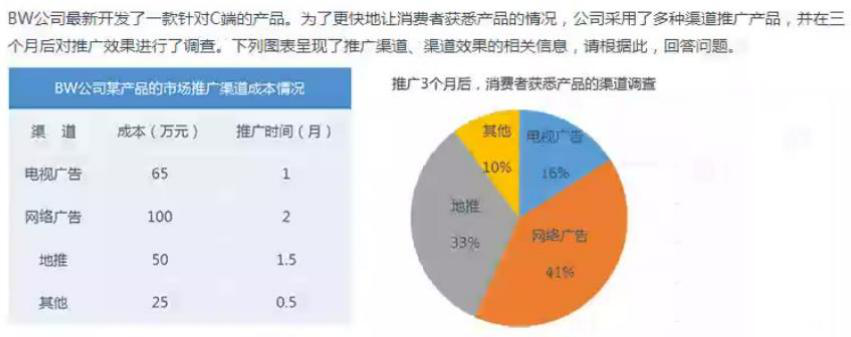 BW公司最新开发了一款针对C端的产品。为了更快地让消费者获悉产品的情况，公司采用了多种渠道推广产品，并在三
个月后对推广效果进行了调查。下列图表呈现了推广渠道、渠道效果的相关信息，请根据此，回答问题。
BW公司某产品的市场推广渠道成本情况
渠 道 成本（万元） 推广时间（月）
电视广告 65 1
网络广告 100 2
地推 50 1.5
其他 25 0.5
推广3个月后，消费者获悉产品的渠道调查
其他
10%
电视广告
16%
地推
33%
网络广告
41%